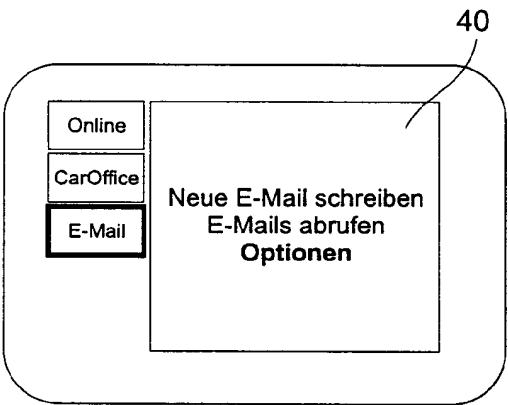 40
Online
CarOffice
E-Mail
Neue E-Mail schreiben
E-Mails abrufen
Optionen